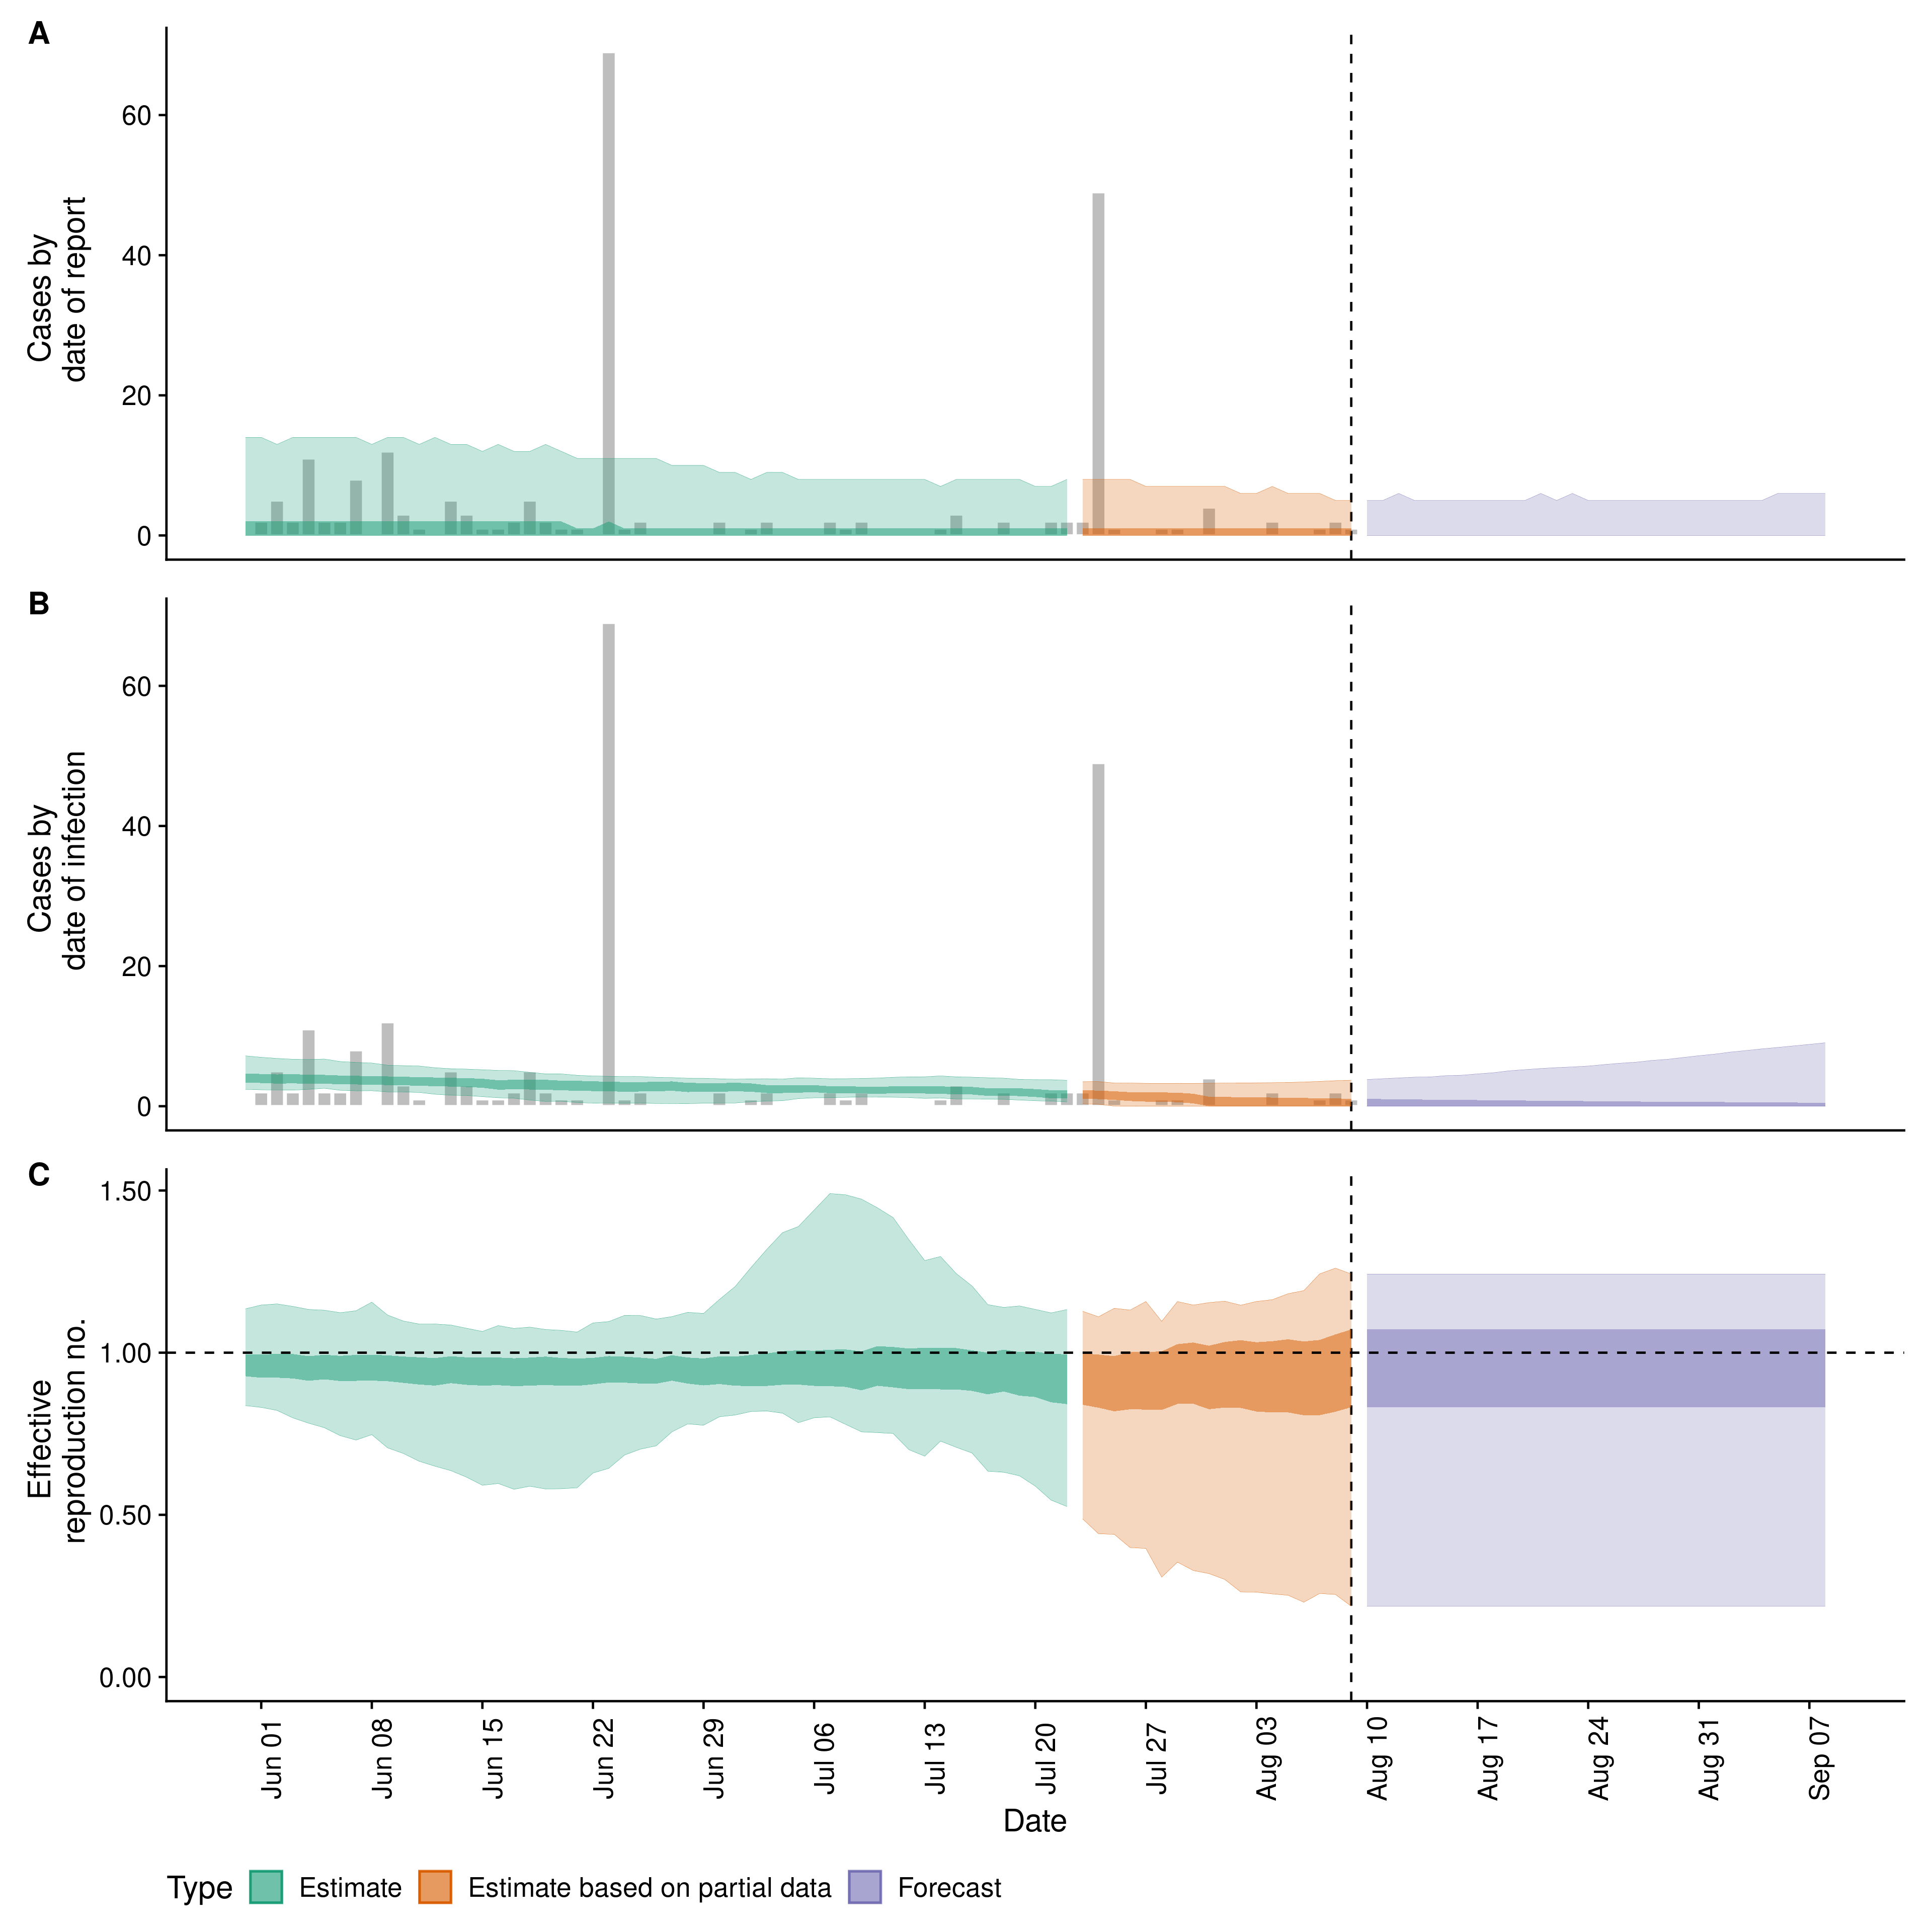 A
Cases by
date of report
60
40
20
0
B
Cases by
date of infection
60
40
20
0
C
Effective
reproduction no.
1.50
1.00
0.50
0.00
Jun 01
Jun 08
Jun 15
Jun 22
Jun 29
Jul 06
Jul 13
Jul 20
Jul 27
Aug 03
Aug 10
Aug 17
Aug 24
Aug 31
Sep 07
Date
Type Estimate Estimate based on partial data Forecast